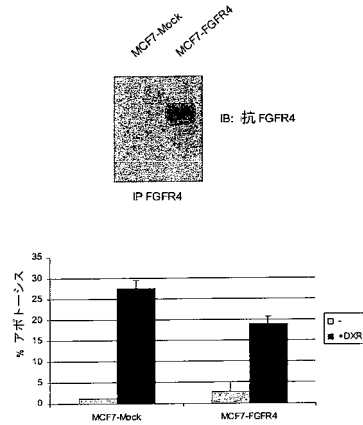 MCF7-Mock
MCF7-FGFR4
IB: 抗 FGFR4
IP FGFR4
% アポトーシス
35
30
25
20
15
10
5
0
MCF7-Mock
MCF7-FGFR4
-
+DXR